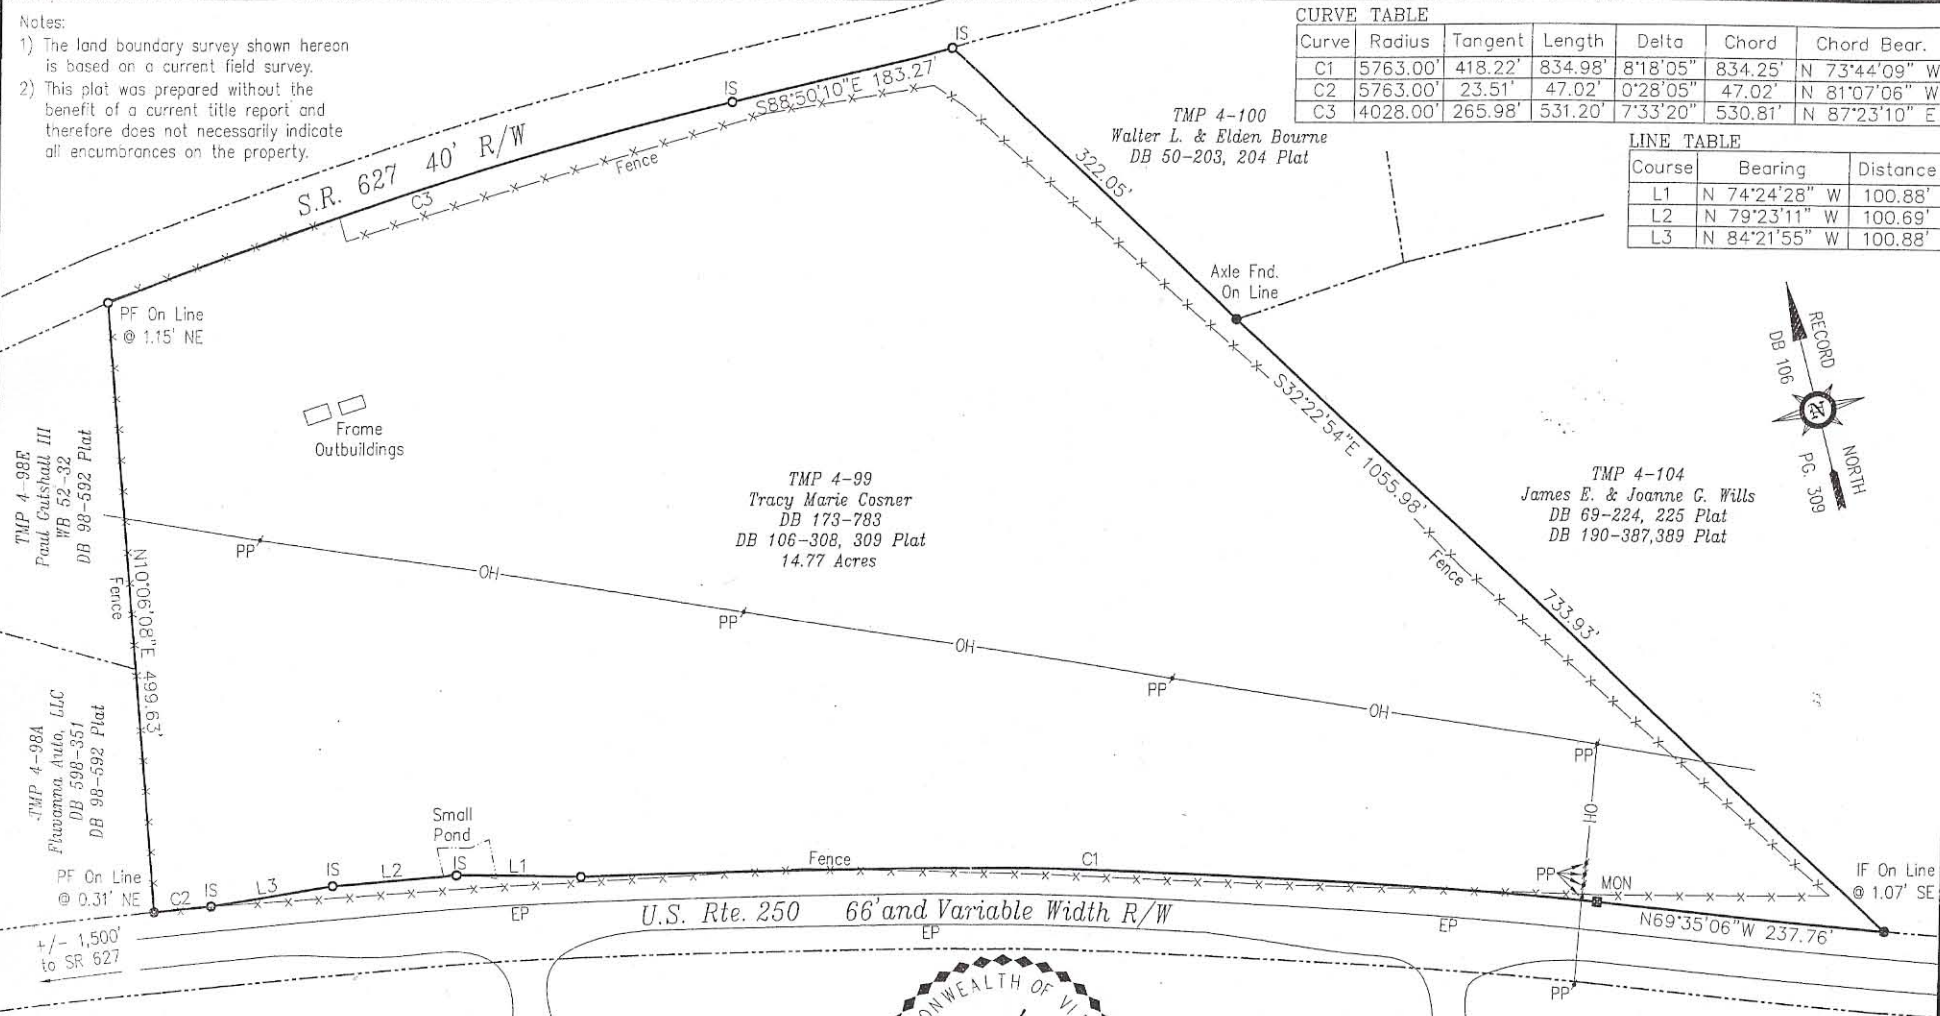 Notes:
1) The land boundary survey shown hereon
is based on a current field survey.
2) This plat was prepared without the
benefit of a current title report and
therefore does not necessarily indicate
all encumbrances on the property.
CURVE TABLE
Curve Radius Tangent Length Delta Chord Chord Bear.
C1 5763.00' 418.22' 834.98' 8°18'05" 834.25' N 73°44'09" W
C2 5763.00' 23.51' 47.02' 0°28'05" 47.02' N 81°07'06" W
C3 4028.00' 265.98' 531.20' 7°33'20" 530.81' N 87°23'10" E
LINE TABLE
Course Bearing Distance
L1 N 74°24'28" W 100.88'
L2 N 79°23'11" W 100.69'
L3 N 84°21'55" W 100.88'
IS
IS
S88°50'10"E 183.27'
S.R. 627 40' R/W
C3
Fence
TMP 4-100
Walter L. & Elden Bourne
DB 50-203, 204 Plat
322.05'
Axle Fnd.
On Line
PF On Line
@ 1.15' NE
RECORD
DB 106
N
NORTH
PG. 309
Frame
Outbuildings
S32°22'54"E 1055.98'
TMP 4-98E
Paul Gutshall III
WB 52-32
DB 98-592 Plat
TMP 4-99
Tracy Marie Cosner
DB 173-783
DB 106-308, 309 Plat
14.77 Acres
TMP 4-104
James E. & Joanne G. Wills
DB 69-224, 225 Plat
DB 190-387,389 Plat
PP
OH
PP
OH
PP
OH
PP
OH
Fence
733.93'
N10°06'08"E 499.63'
Fence
TMP 4-98A
Fluvanna Auto, LLC
DB 598-351
DB 98-592 Plat
Small
Pond
PF On Line
@ 0.31' NE
C2
IS
L3
IS
L2
IS
L1
Fence
C1
PP
MON
IF On Line
@ 1.07' SE
N69°35'06"W 237.76'
EP
U.S. Rte. 250 66'and Variable Width R/W
EP
EP
+/- 1,500'
to SR 627
PP
WEALTH OF